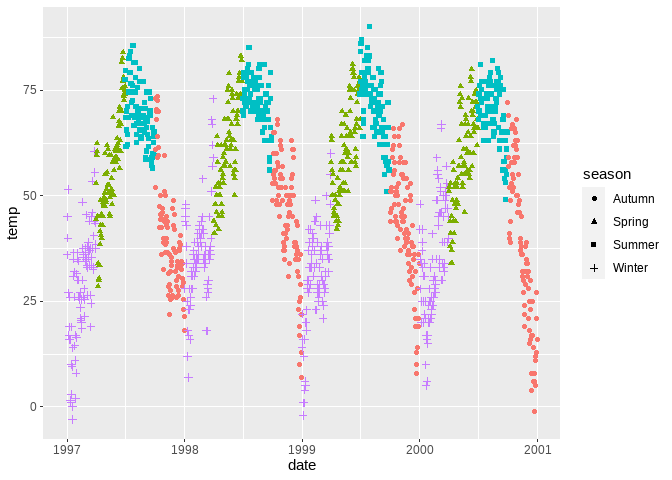 75
50
25
0
temp
1997
1998
1999
2000
2001
date
season
Autumn
Spring
Summer
Winter